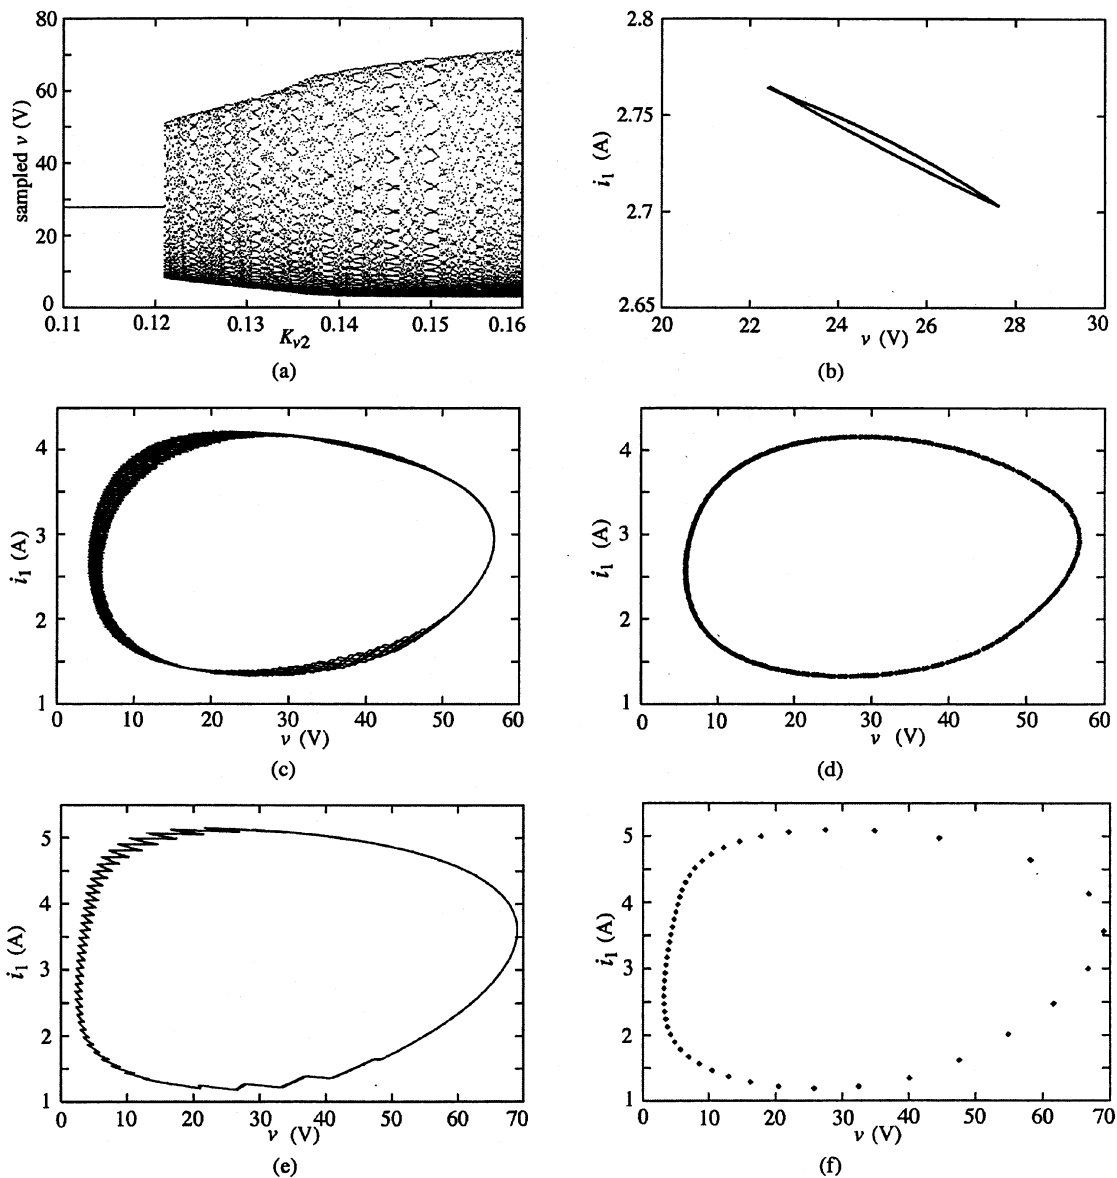 80
60
40
20
0
sampled v (V)
0.11 0.12 0.13 0.14 0.15 0.16
K_{v2}
(a)
2.8
2.75
2.7
2.65
i_1 (A)
20 22 24 26 28 30
v (V)
(b)
4
3
2
1
i_1 (A)
0 10 20 30 40 50 60
v (V)
(c)
4
3
2
1
i_1 (A)
0 10 20 30 40 50 60
v (V)
(d)
5
4
3
2
1
i_1 (A)
0 10 20 30 40 50 60 70
v (V)
(e)
5
4
3
2
1
i_1 (A)
0 10 20 30 40 50 60 70
v (V)
(f)